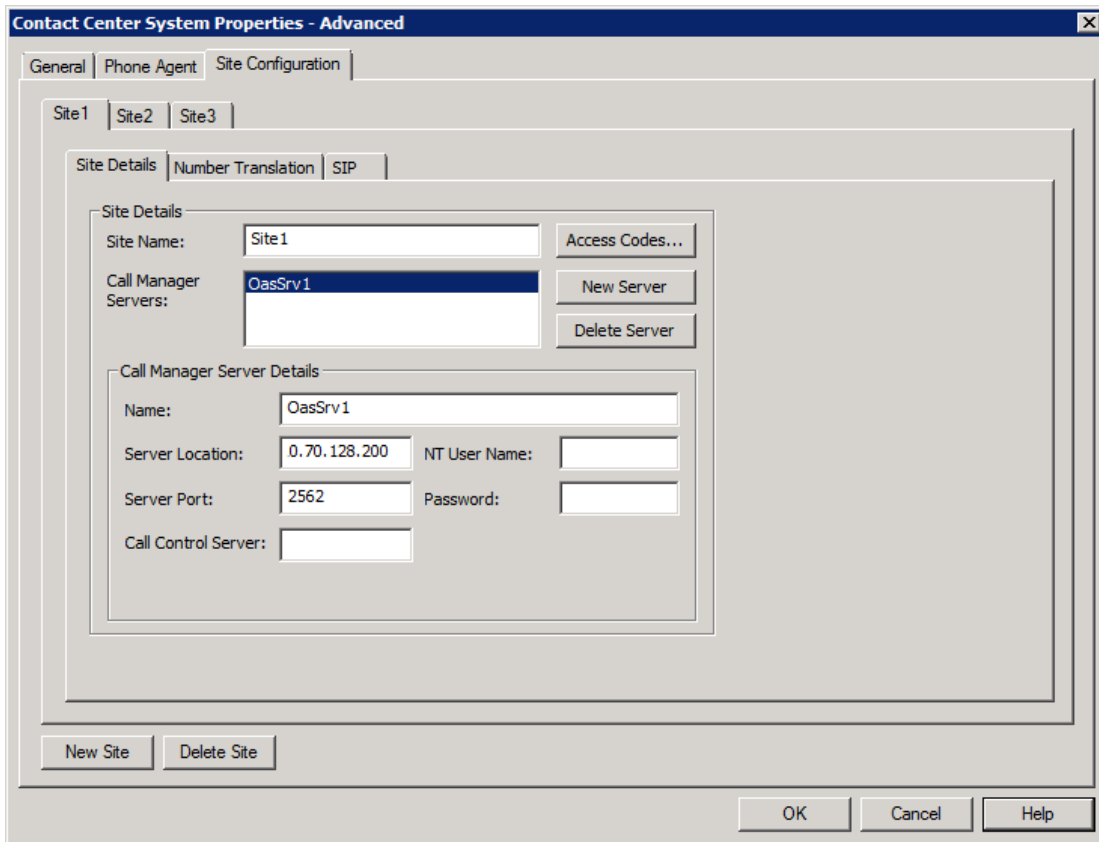 Contact Center System Properties - Advanced
General Phone Agent Site Configuration
Site1 Site2 Site3
Site Details Number Translation SIP
Site Details
Site Name: Site1 Access Codes...
Call Manager Servers: OasSrv1 New Server
Delete Server
Call Manager Server Details
Name: OasSrv1
Server Location: 0.70.128.200 NT User Name:
Server Port: 2562 Password:
Call Control Server:
New Site Delete Site
OK Cancel Help